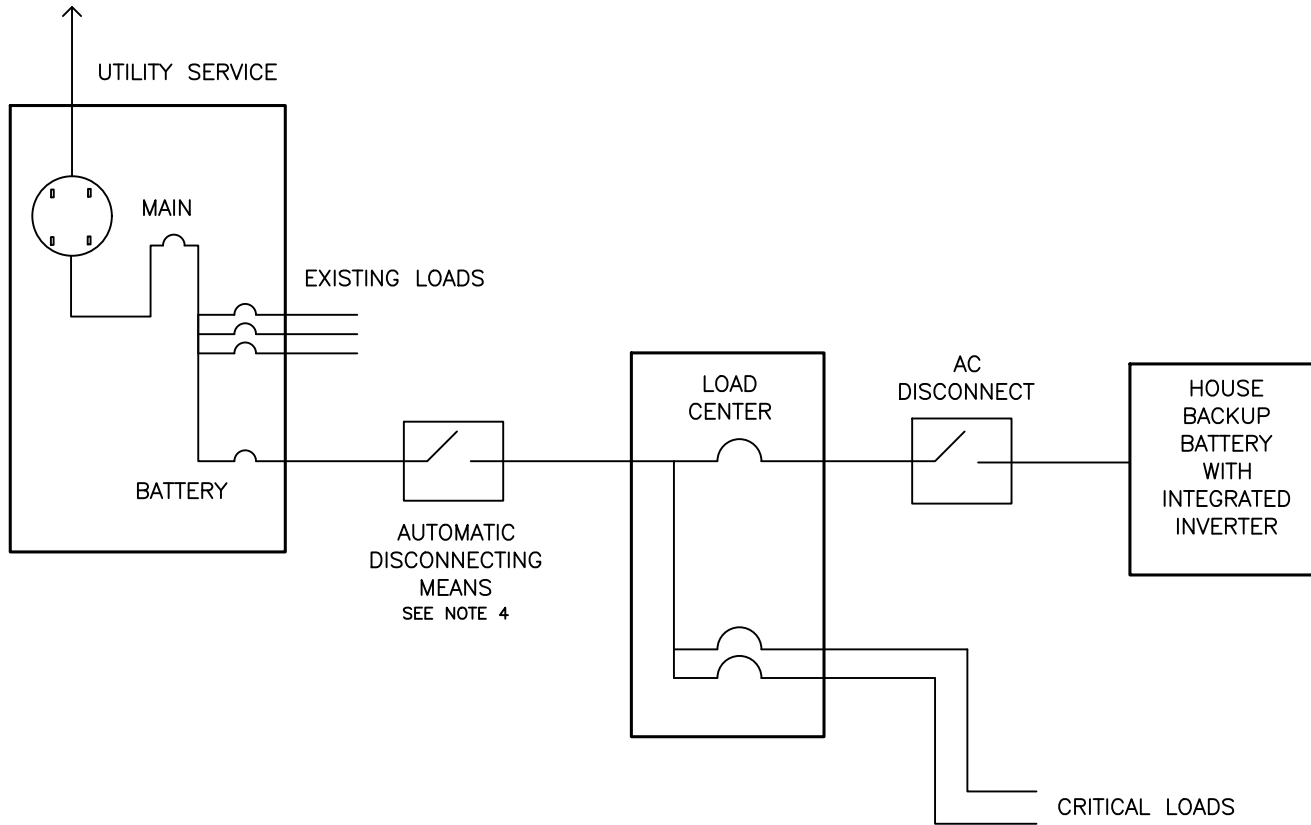 UTILITY SERVICE
MAIN
EXISTING LOADS
BATTERY
AUTOMATIC
DISCONNECTING
MEANS
SEE NOTE 4
LOAD
CENTER
AC
DISCONNECT
HOUSE
BACKUP
BATTERY
WITH
INTEGRATED
INVERTER
CRITICAL LOADS